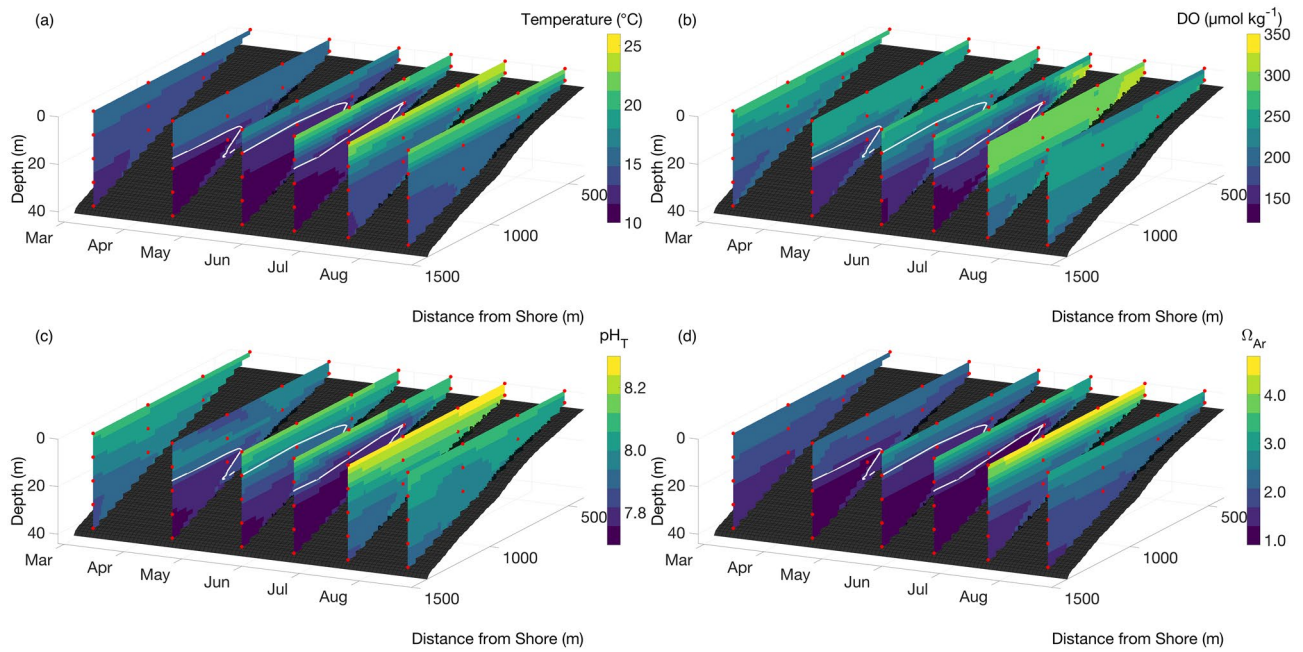 (a)
Temperature (°C)
25
20
15
10
0
20
40
Depth (m)
Mar
Apr
May
Jun
Jul
Aug
500
1000
1500
Distance from Shore (m)
(b)
DO (μmol kg⁻¹)
350
300
250
200
150
0
20
40
Depth (m)
Mar
Apr
May
Jun
Jul
Aug
500
1000
1500
Distance from Shore (m)
(c)
pH_T
8.2
8.0
7.8
0
20
40
Depth (m)
Mar
Apr
May
Jun
Jul
Aug
500
1000
1500
Distance from Shore (m)
(d)
Ω_Ar
4.0
3.0
2.0
1.0
0
20
40
Depth (m)
Mar
Apr
May
Jun
Jul
Aug
500
1000
1500
Distance from Shore (m)